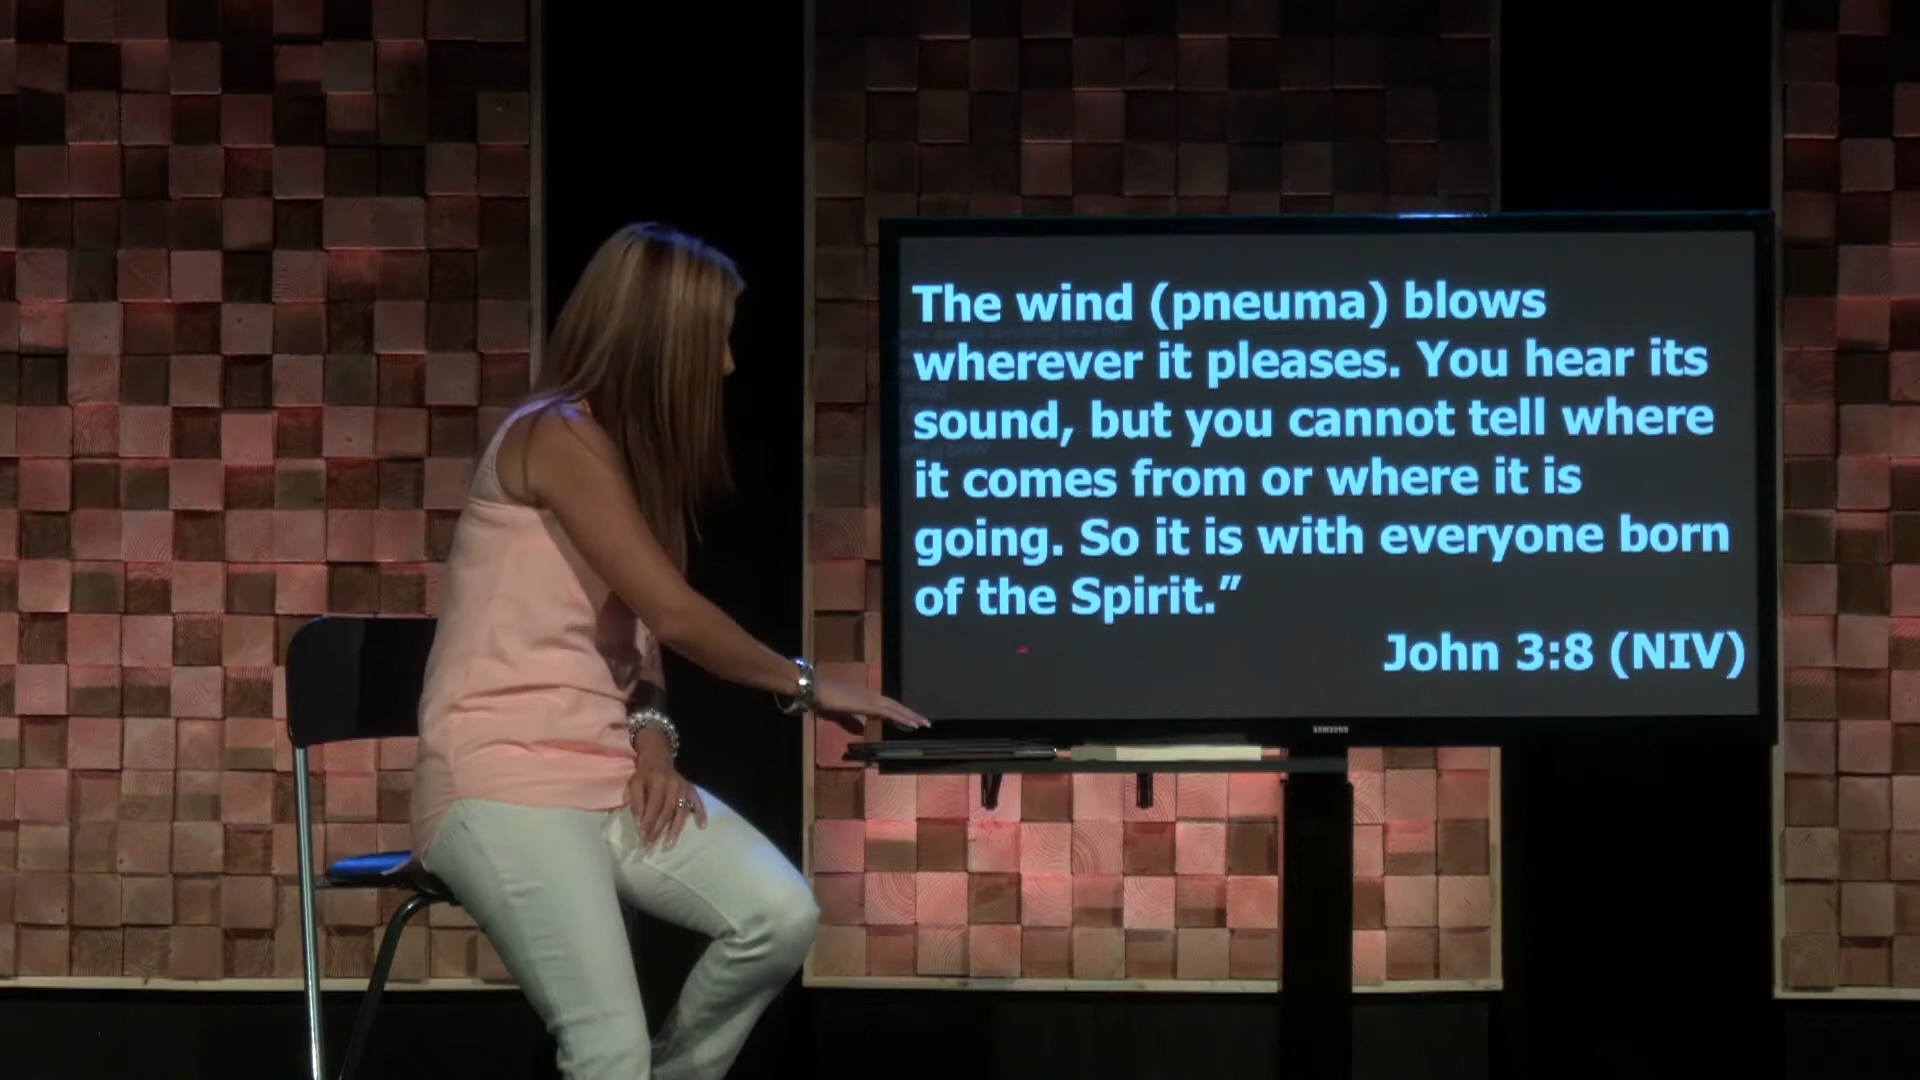 The wind (pneuma) blows
wherever it pleases. You hear its
sound, but you cannot tell where
it comes from or where it is
going. So it is with everyone born
of the Spirit.”
John 3:8 (NIV)
SAMSUNG